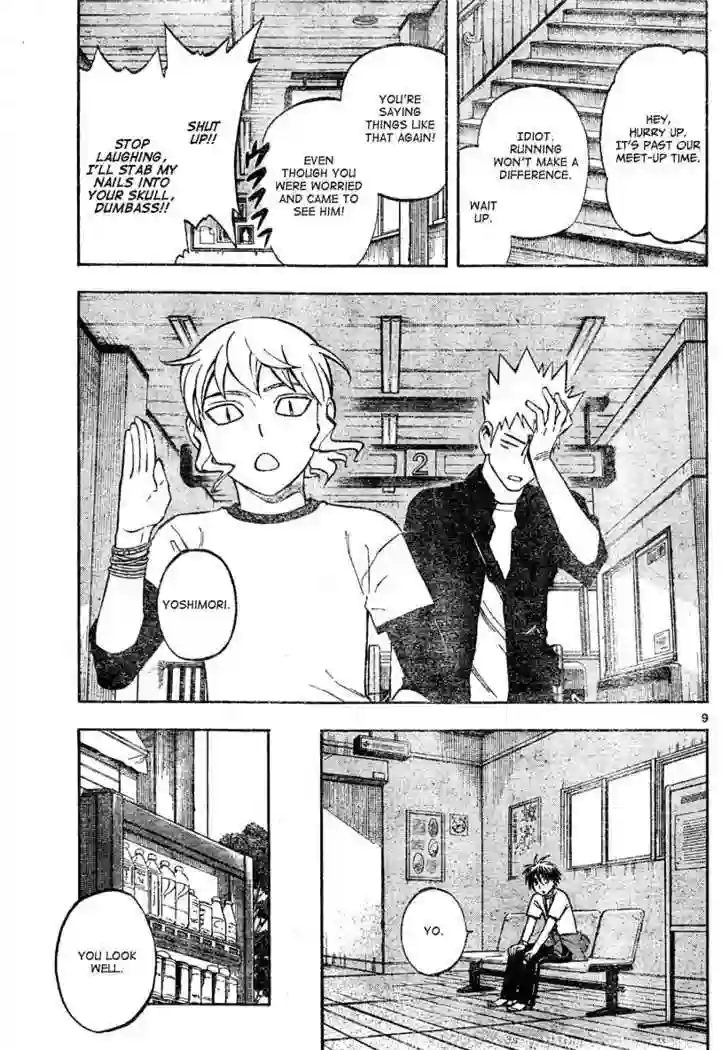 HEY,
HURRY UP.
IT'S PAST OUR
MEET-UP TIME.
IDIOT.
RUNNING
WON'T MAKE A
DIFFERENCE.
WAIT
UP.
YOU'RE
SAYING
THINGS LIKE
THAT AGAIN!
EVEN
THOUGH YOU
WERE WORRIED
AND CAME TO
SEE HIM!
SHUT
UP!!
STOP
LAUGHING,
I'LL STAB MY
NAILS INTO
YOUR SKULL,
DUMBASS!!
2
YOSHIMORI.
9
YO.
YOU LOOK
WELL.